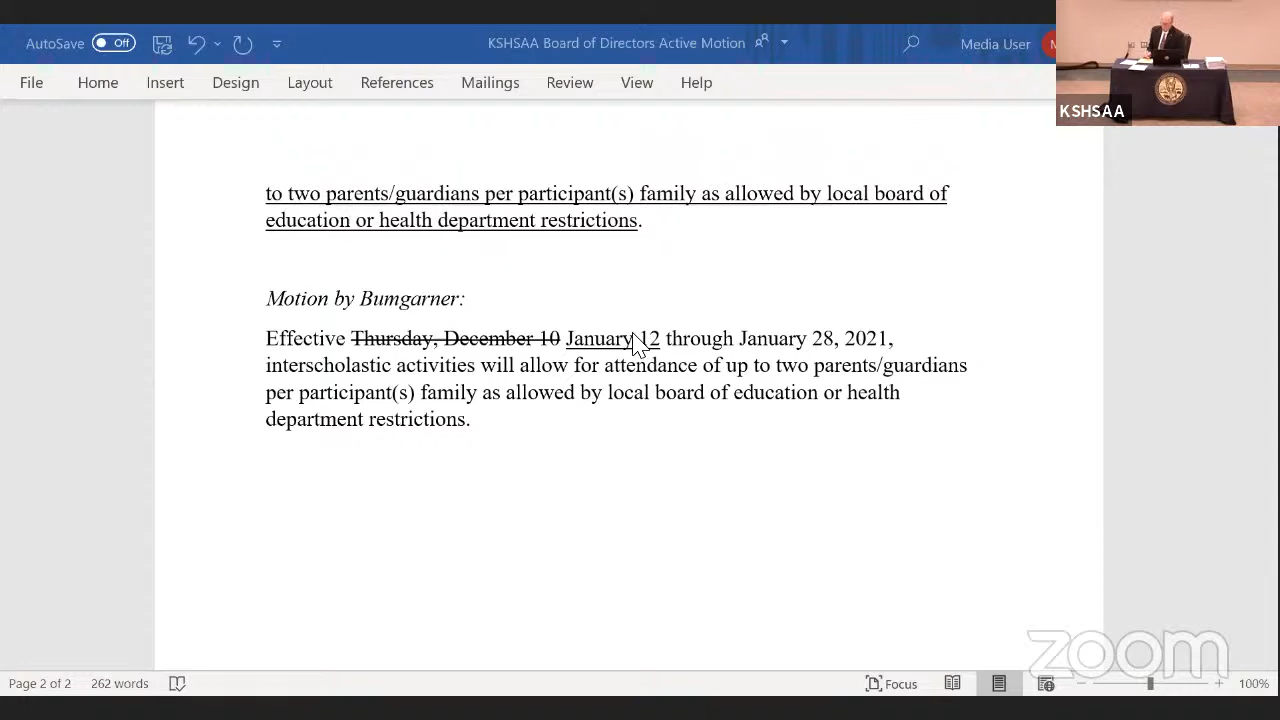 AutoSave Off KSHSAA Board of Directors Active Motion Media User
File Home Insert Design Layout References Mailings Review View Help
KSHSAA
to two parents/guardians per participant(s) family as allowed by local board of
education or health department restrictions.
Motion by Bumgarner:
Effective Thursday, December 10 January 12 through January 28, 2021,
interscholastic activities will allow for attendance of up to two parents/guardians
per participant(s) family as allowed by local board of education or health
department restrictions.
zoom
Page 2 of 2 262 words Focus 100%